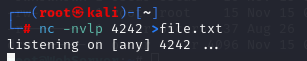 ┌──(root㉿kali)-[~]
└─# nc -nvlp 4242 >file.txt
listening on [any] 4242 ...